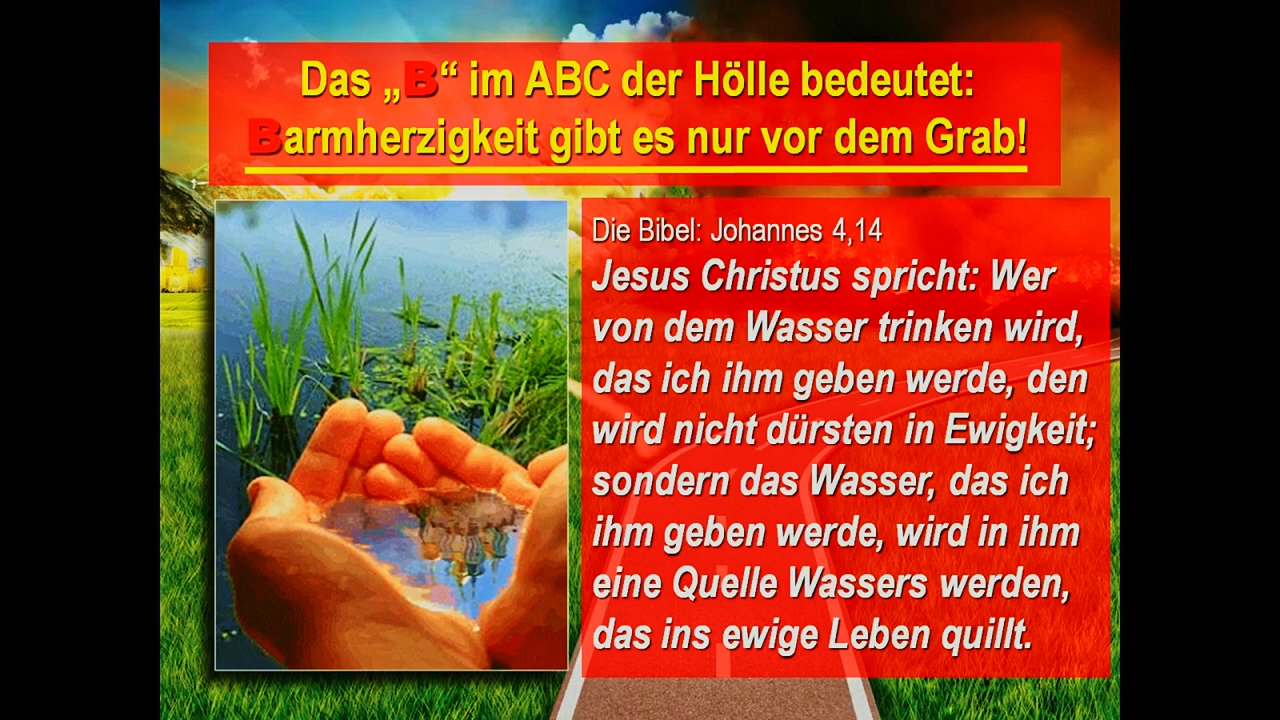 Das „B“ im ABC der Hölle bedeutet:
Barmherzigkeit gibt es nur vor dem Grab!
Die Bibel: Johannes 4,14
Jesus Christus spricht: Wer
von dem Wasser trinken wird,
das ich ihm geben werde, den
wird nicht dürsten in Ewigkeit;
sondern das Wasser, das ich
ihm geben werde, wird in ihm
eine Quelle Wassers werden,
das ins ewige Leben quillt.